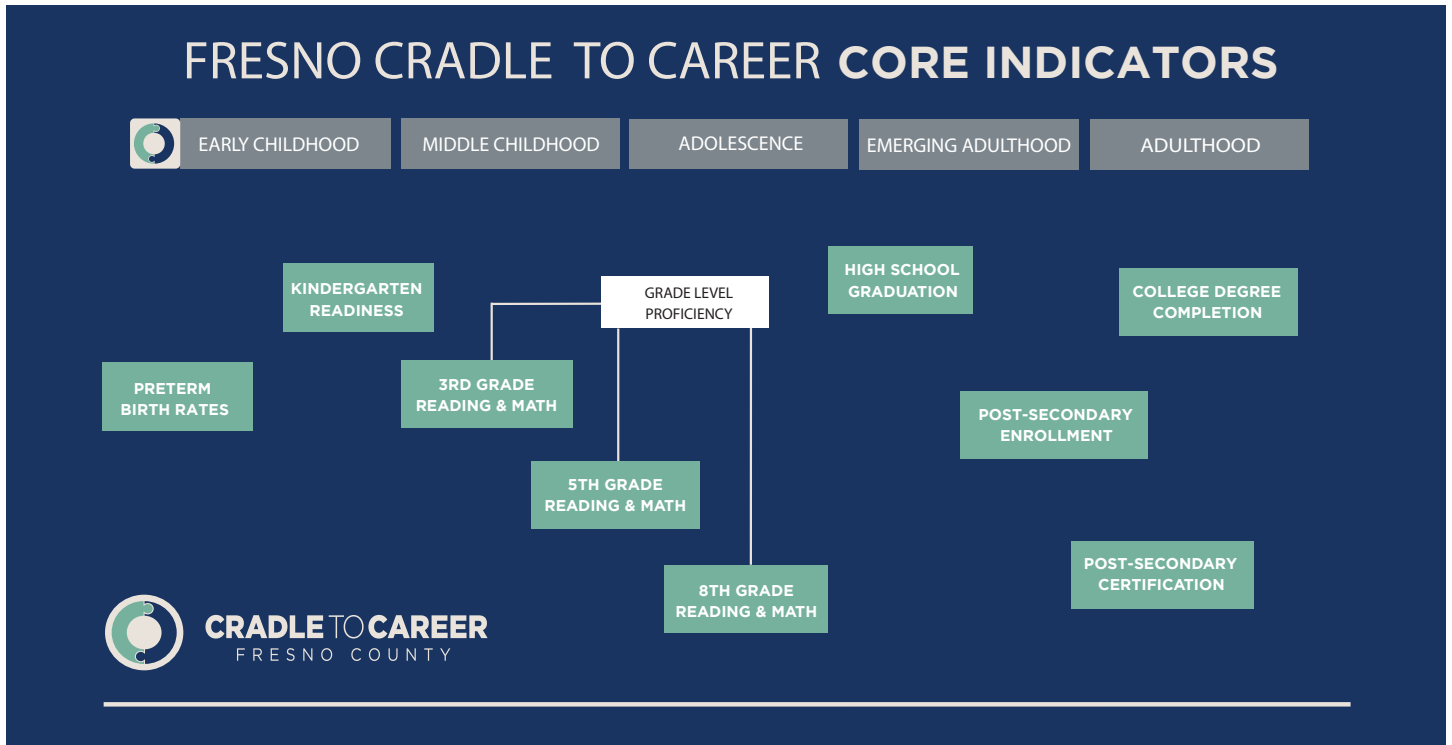 FRESNO CRADLE TO CAREER CORE INDICATORS
EARLY CHILDHOOD
MIDDLE CHILDHOOD
ADOLESCENCE
EMERGING ADULTHOOD
ADULTHOOD
PRETERM
BIRTH RATES
KINDERGARTEN
READINESS
GRADE LEVEL
PROFICIENCY
3RD GRADE
READING & MATH
5TH GRADE
READING & MATH
8TH GRADE
READING & MATH
HIGH SCHOOL
GRADUATION
POST-SECONDARY
ENROLLMENT
COLLEGE DEGREE
COMPLETION
POST-SECONDARY
CERTIFICATION
CRADLE TO CAREER
FRESNO COUNTY